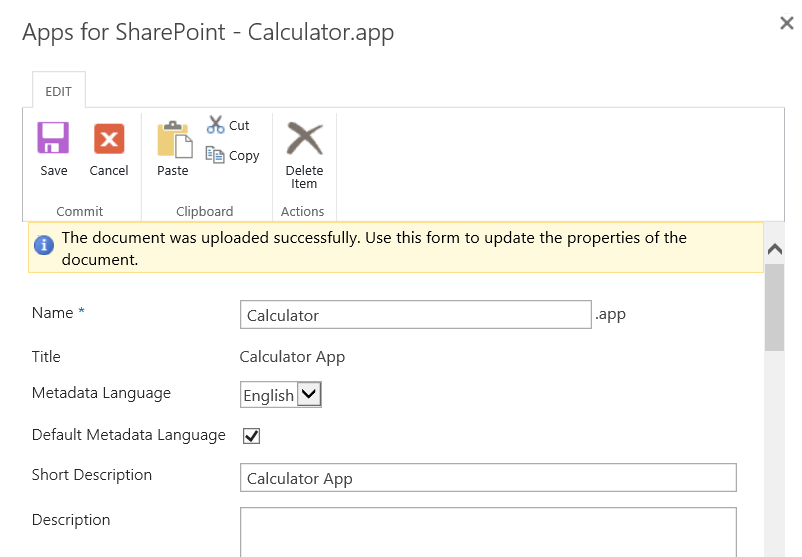 Apps for SharePoint - Calculator.app
EDIT
Save
Cancel
Paste
Cut
Copy
Delete
Item
Commit
Clipboard
Actions
The document was uploaded successfully. Use this form to update the properties of the
document.
Name *
Calculator
.app
Title
Calculator App
Metadata Language
English
Default Metadata Language
Short Description
Calculator App
Description